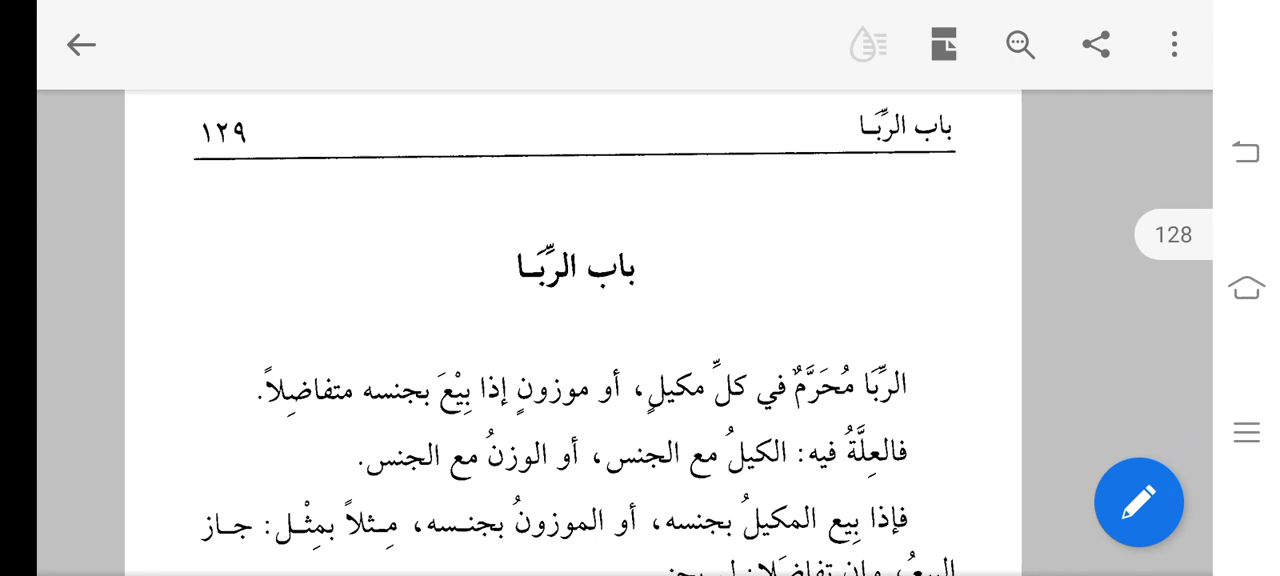 باب الرِّبَا
١٢٩
128
باب الرِّبَا
الرِّبَا مُحَرَّمٌ في كلِّ مكيلٍ، أو موزونٍ إذا بِيْعَ بجنسه متفاضِلاً.
فالعِلَّةُ فيه: الكيلُ مع الجنس، أو الوزنُ مع الجنس.
فإذا بِيع المكيلُ بجنسه، أو الموزونُ بجنسه، مِثلاً بمِثْل: جاز